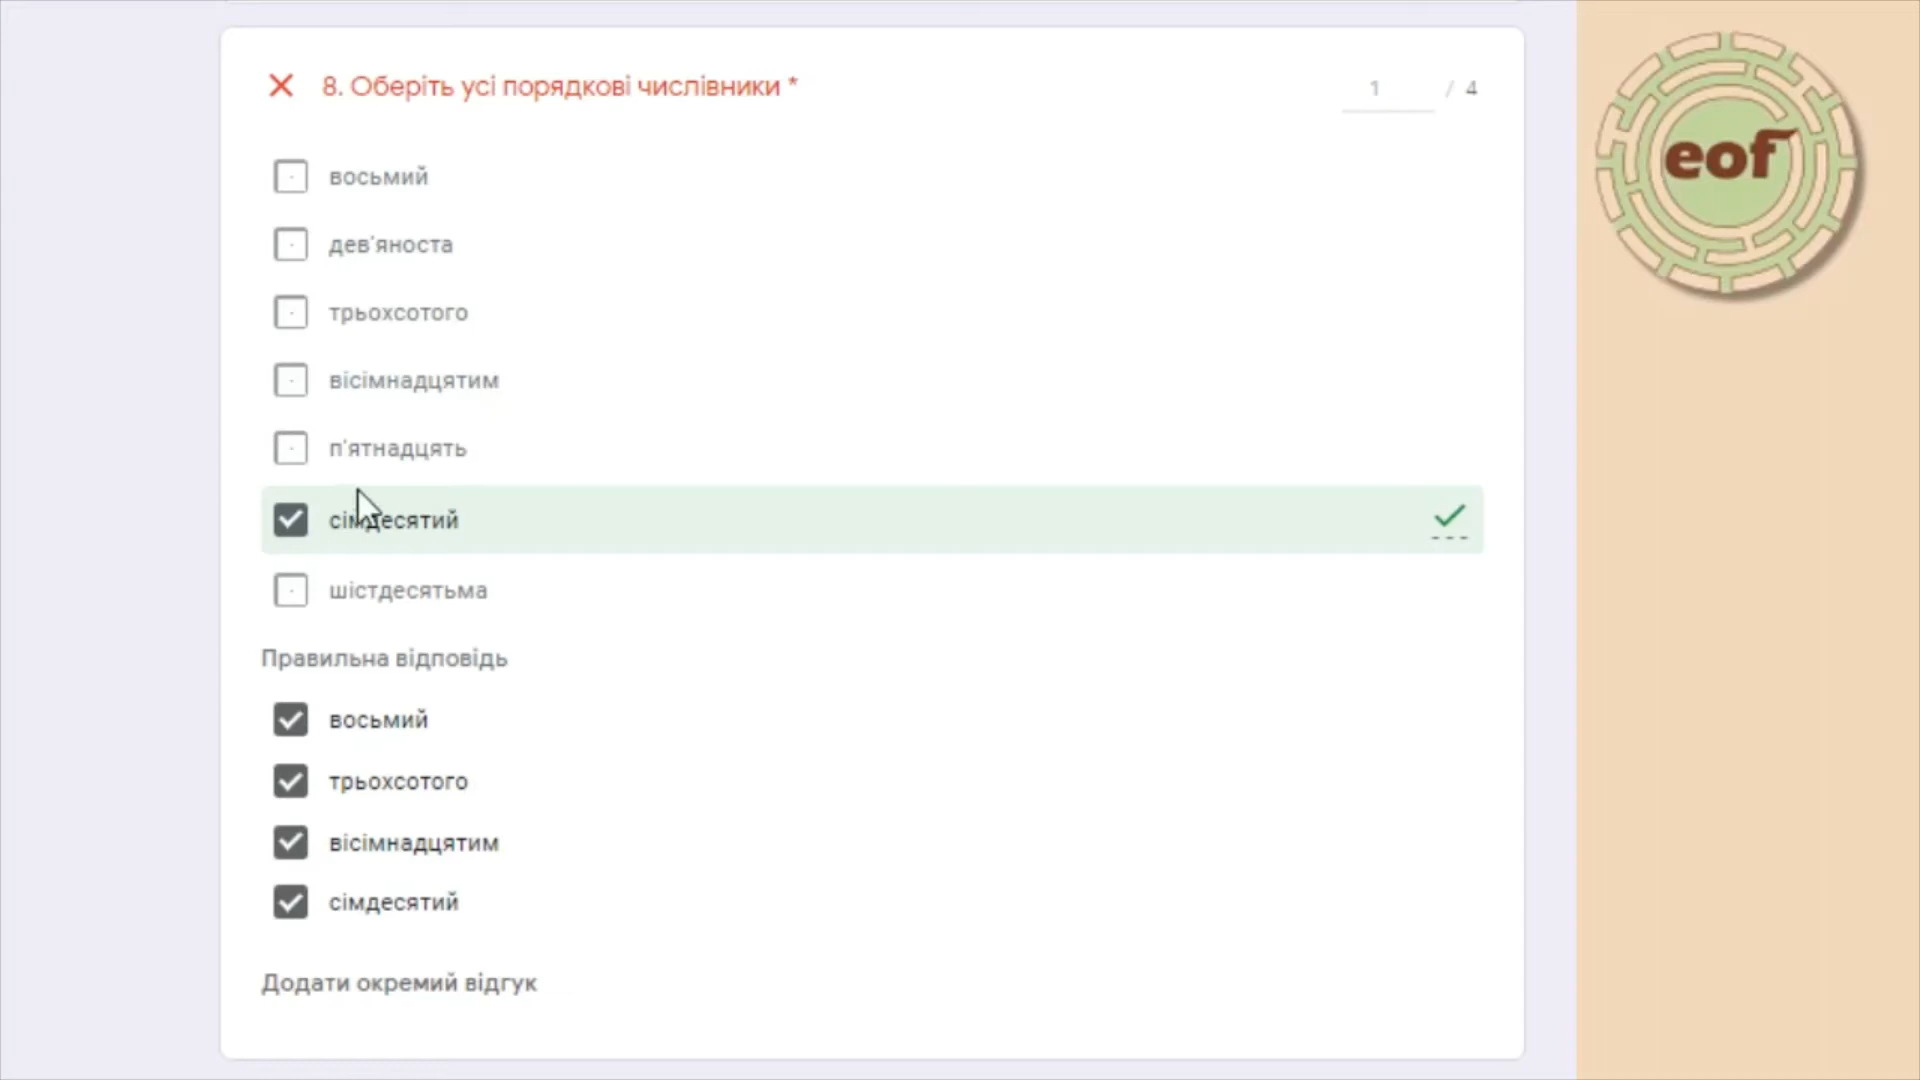 8. Оберіть усі порядкові числівники *
1 / 4
восьмий
дев'яноста
трьохсотого
вісімнадцятим
п'ятнадцять
сімдесятий
шістдесятьма
Правильна відповідь
восьмий
трьохсотого
вісімнадцятим
сімдесятий
Додати окремий відгук
eof